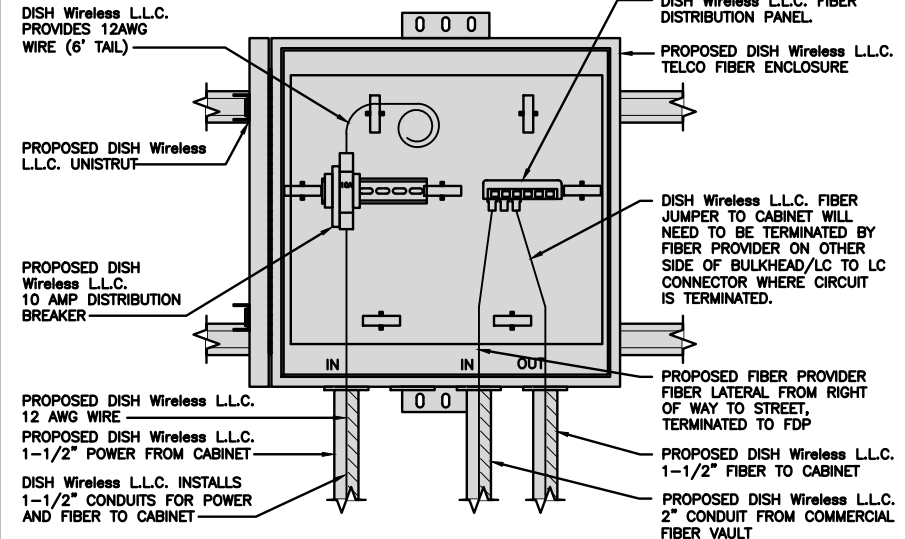 DISH Wireless L.L.C.
PROVIDES 12AWG
WIRE (6' TAIL)
PROPOSED DISH Wireless
L.L.C. UNISTRUT
PROPOSED DISH
Wireless L.L.C.
10 AMP DISTRIBUTION
BREAKER
PROPOSED DISH Wireless L.L.C.
12 AWG WIRE
PROPOSED DISH Wireless L.L.C.
1-1/2" POWER FROM CABINET
DISH Wireless L.L.C. INSTALLS
1-1/2" CONDUITS FOR POWER
AND FIBER TO CABINET
10A
IN
IN
OUT
DISH Wireless L.L.C. FIBER
DISTRIBUTION PANEL.
PROPOSED DISH Wireless L.L.C.
TELCO FIBER ENCLOSURE
DISH Wireless L.L.C. FIBER
JUMPER TO CABINET WILL
NEED TO BE TERMINATED BY
FIBER PROVIDER ON OTHER
SIDE OF BULKHEAD/LC TO LC
CONNECTOR WHERE CIRCUIT
IS TERMINATED.
PROPOSED FIBER PROVIDER
FIBER LATERAL FROM RIGHT
OF WAY TO STREET,
TERMINATED TO FDP
PROPOSED DISH Wireless L.L.C.
1-1/2" FIBER TO CABINET
PROPOSED DISH Wireless L.L.C.
2" CONDUIT FROM COMMERCIAL
FIBER VAULT